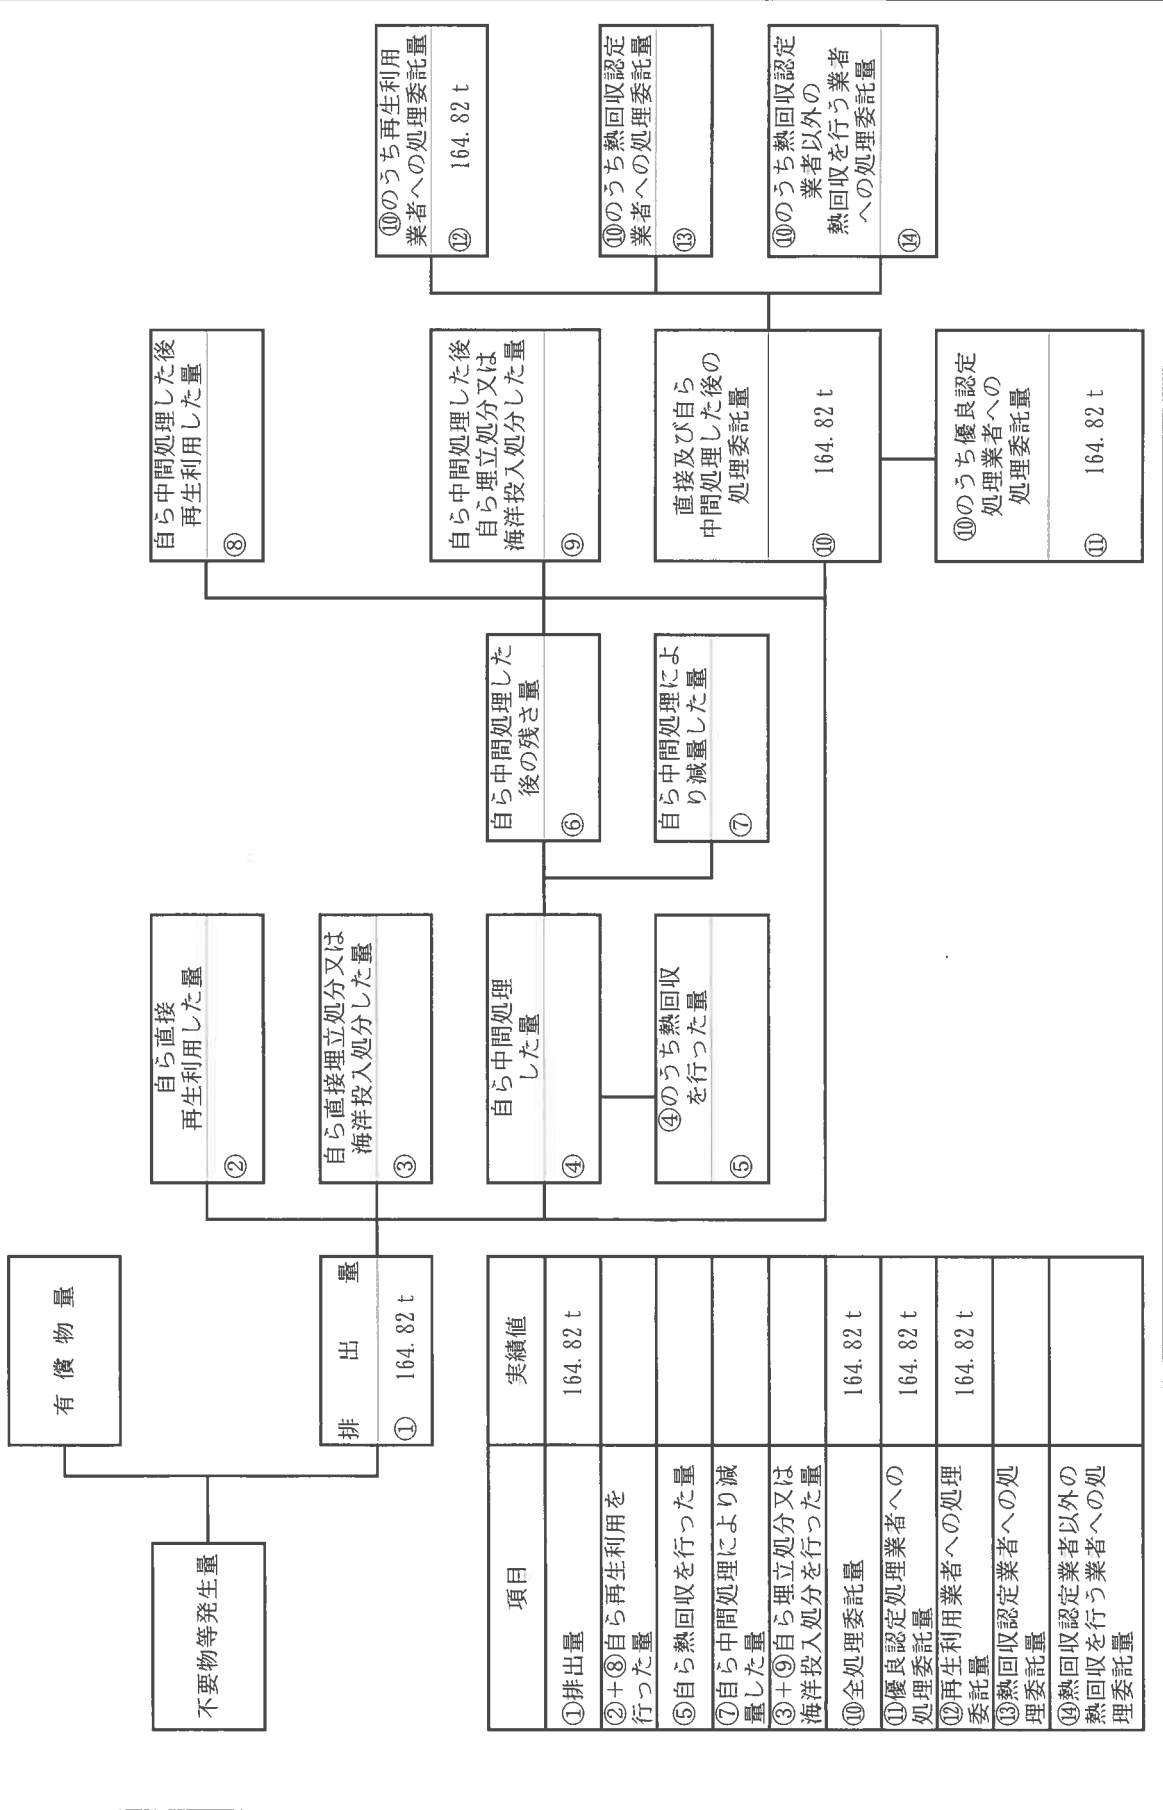 不要物等発生量
有償物量
排出量
① 164.82 t
自ら直接
再生利用した量
②
自ら直接埋立処分又は
海洋投入処分した量
③
自ら中間処理
した量
④
④のうち熱回収
を行った量
⑤
自ら中間処理した
後の残さ量
⑥
自ら中間処理によ
り減量した量
⑦
自ら中間処理した後
再生利用した量
⑧
自ら中間処理した後
自ら埋立処分又は
海洋投入処分した量
⑨
直接及び自ら
中間処理した後の
処理委託量
⑩ 164.82 t
⑩のうち優良認定
処理業者への
処理委託量
⑪ 164.82 t
⑩のうち再生利用
業者への処理委託量
⑫ 164.82 t
⑩のうち熱回収認定
業者への処理委託量
⑬
⑩のうち熱回収認定
業者以外の
熱回収を行う業者
への処理委託量
⑭
項目 実績値
①排出量 164.82 t
②+⑧自ら再生利用を
行った量
⑤自ら熱回収を行った量
⑦自ら中間処理により減
量した量
③+⑨自ら埋立処分又は
海洋投入処分を行った量
⑩全処理委託量 164.82 t
⑪優良認定処理業者への
処理委託量 164.82 t
⑫再生利用業者への処理
委託量 164.82 t
⑬熱回収認定業者への処
理委託量
⑭熱回収認定業者以外の
熱回収を行う業者への処
理委託量